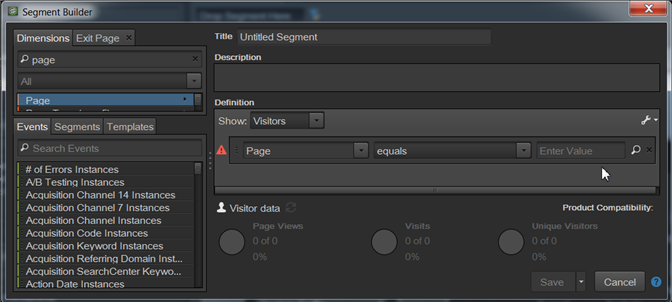 Segment Builder
Drop Segment Here
Dimensions
Exit Page
page
All
Page
Events
Segments
Templates
Search Events
# of Errors Instances
A/B Testing Instances
Acquisition Channel 14 Instances
Acquisition Channel 7 Instances
Acquisition Channel Instances
Acquisition Code Instances
Acquisition Keyword Instances
Acquisition Referring Domain Inst...
Acquisition SearchCenter Keywo...
Action Date Instances
Title
Untitled Segment
Description
Definition
Show:
Visitors
Page
equals
Enter Value
Visitor data
Product Compatibility:
Page Views
0 of 0
0%
Visits
0 of 0
0%
Unique Visitors
0 of 0
0%
Save
Cancel